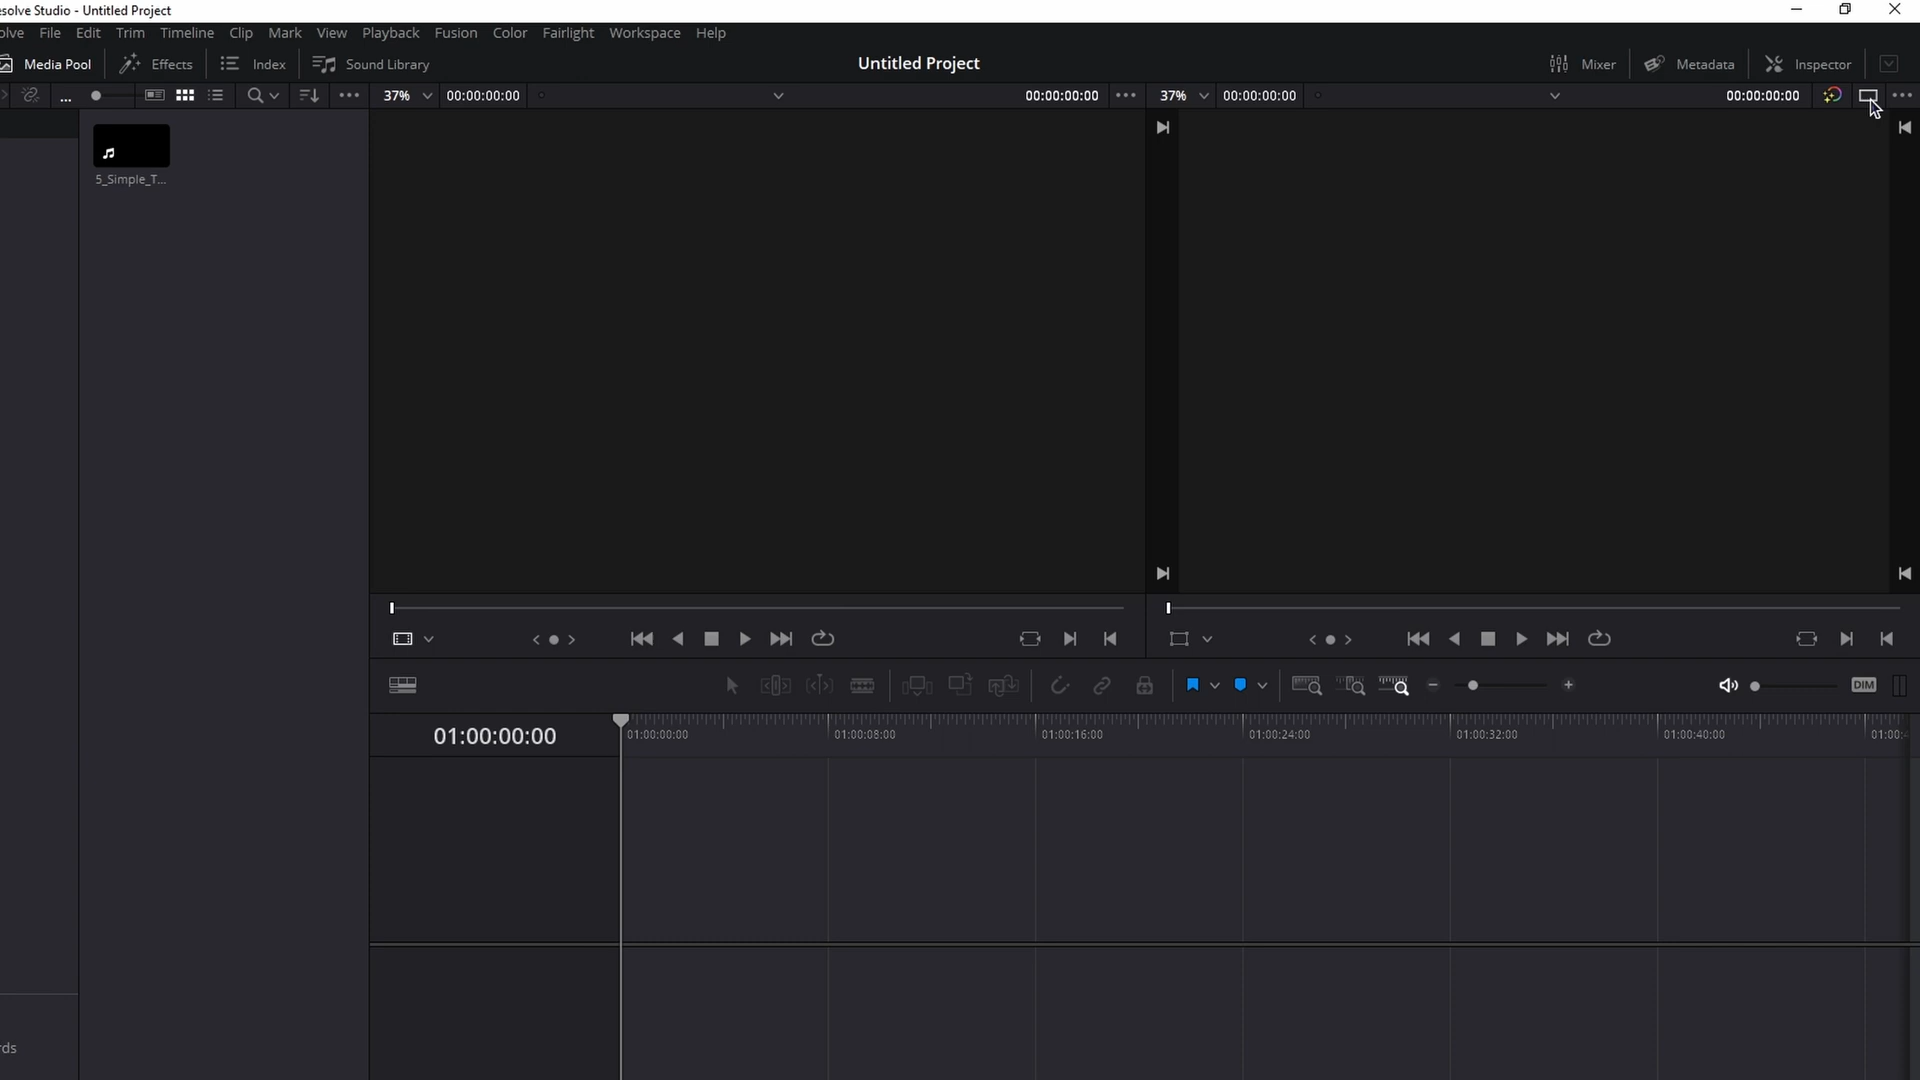 esolve Studio - Untitled Project
olve File Edit Trim Timeline Clip Mark View Playback Fusion Color Fairlight Workspace Help
Media Pool Effects Index Sound Library Untitled Project Mixer Metadata Inspector
... 37% 00:00:00:00 00:00:00:00 37% 00:00:00:00 00:00:00:00
5_Simple_T...
DIM
01:00:00:00 01:00:00:00 01:00:08:00 01:00:16:00 01:00:24:00 01:00:32:00 01:00:40:00 01:00:4
rds